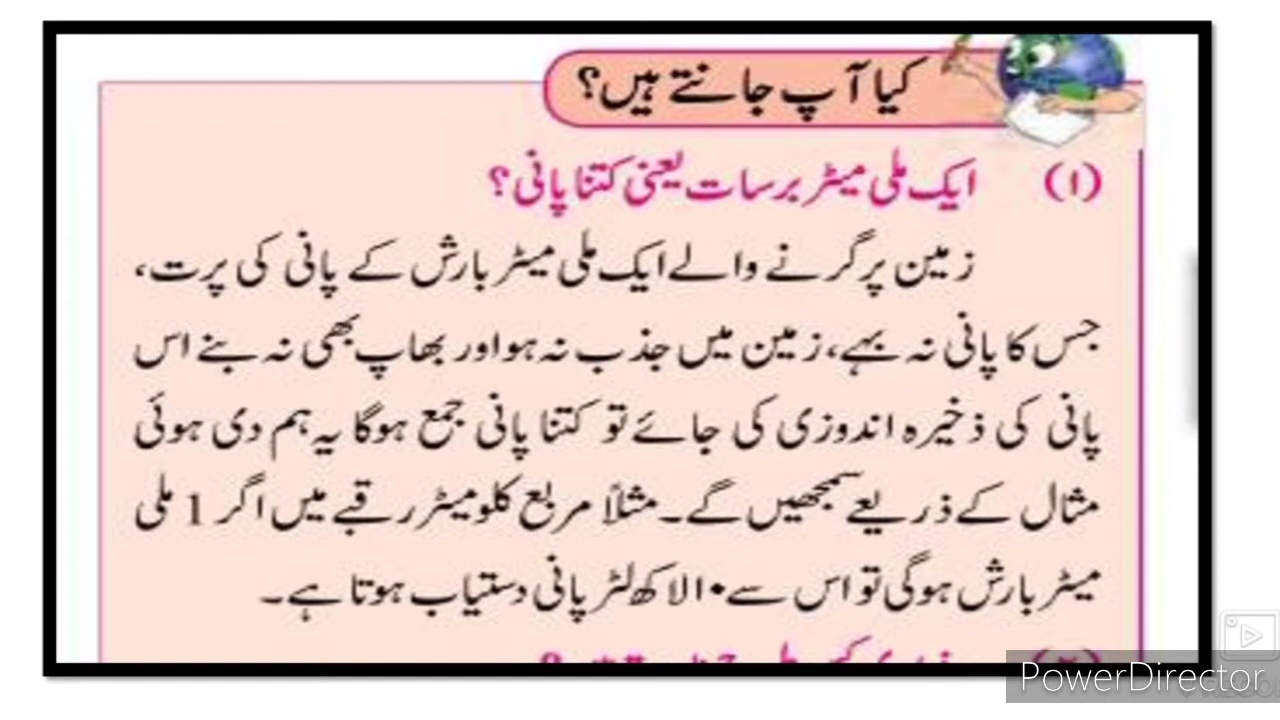 کیا آپ جانتے ہیں؟
(۱) ایک ملی میٹر برسات یعنی کتنا پانی؟
زمین پر گرنے والے ایک ملی میٹر بارش کے پانی کی پرت،
جس کا پانی نہ بہے، زمین میں جذب نہ ہو اور بھاپ بھی نہ بنے اس
پانی کی ذخیرہ اندوزی کی جائے تو کتنا پانی جمع ہوگا یہ ہم دی ہوئی
مثال کے ذریعے سمجھیں گے۔ مثلاً مربع کلومیٹر رقبے میں اگر 1 ملی
میٹر بارش ہوگی تو اس سے ۱۰ لاکھ لٹر پانی دستیاب ہوتا ہے۔
PowerDirector